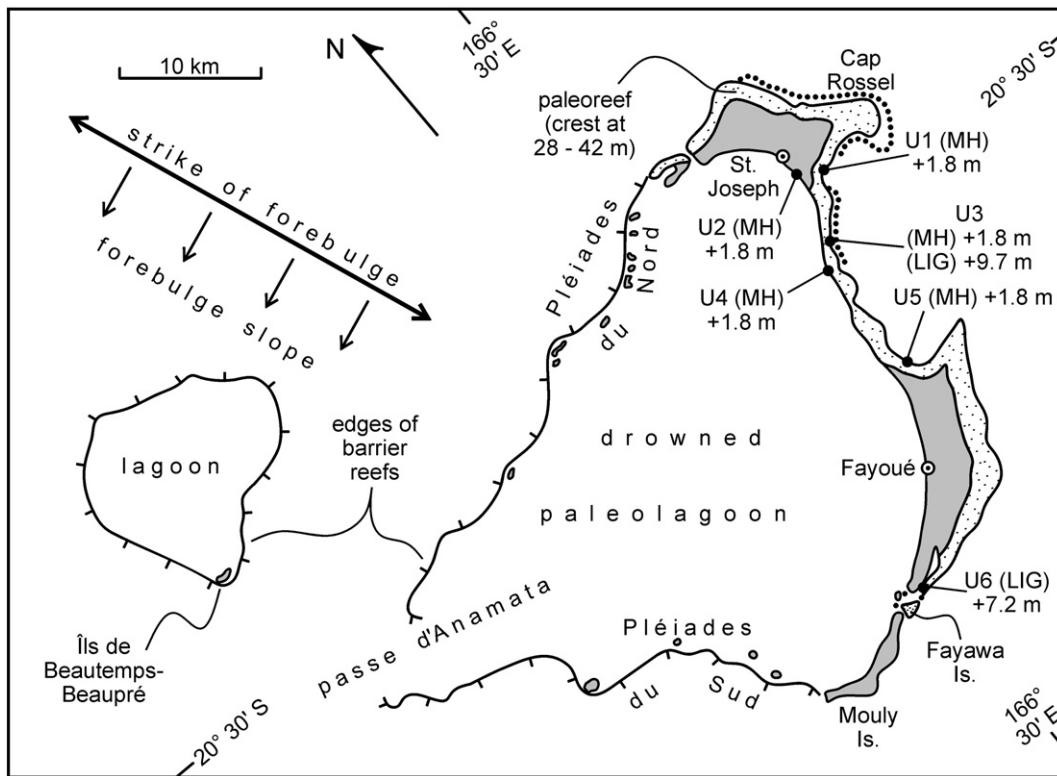 10 km
N
166°
30' E
20° 30' S
Cap
Rossel
paleoreef
(crest at
28 - 42 m)
strike of forebulge
forebulge slope
St.
Joseph
U1 (MH)
+1.8 m
U2 (MH)
+1.8 m
U3
(MH) +1.8 m
(LIG) +9.7 m
U4 (MH)
+1.8 m
U5 (MH) +1.8 m
Pléiades
du
Nord
edges of
barrier
reefs
lagoon
drowned
paleolagoon
Fayoué
U6 (LIG)
+7.2 m
Îls de
Beautemps-
Beaupré
passe d'Anamata
Pléiades
du
Sud
Fayawa
Is.
Mouly
Is.
20° 30' S
166°
30' E